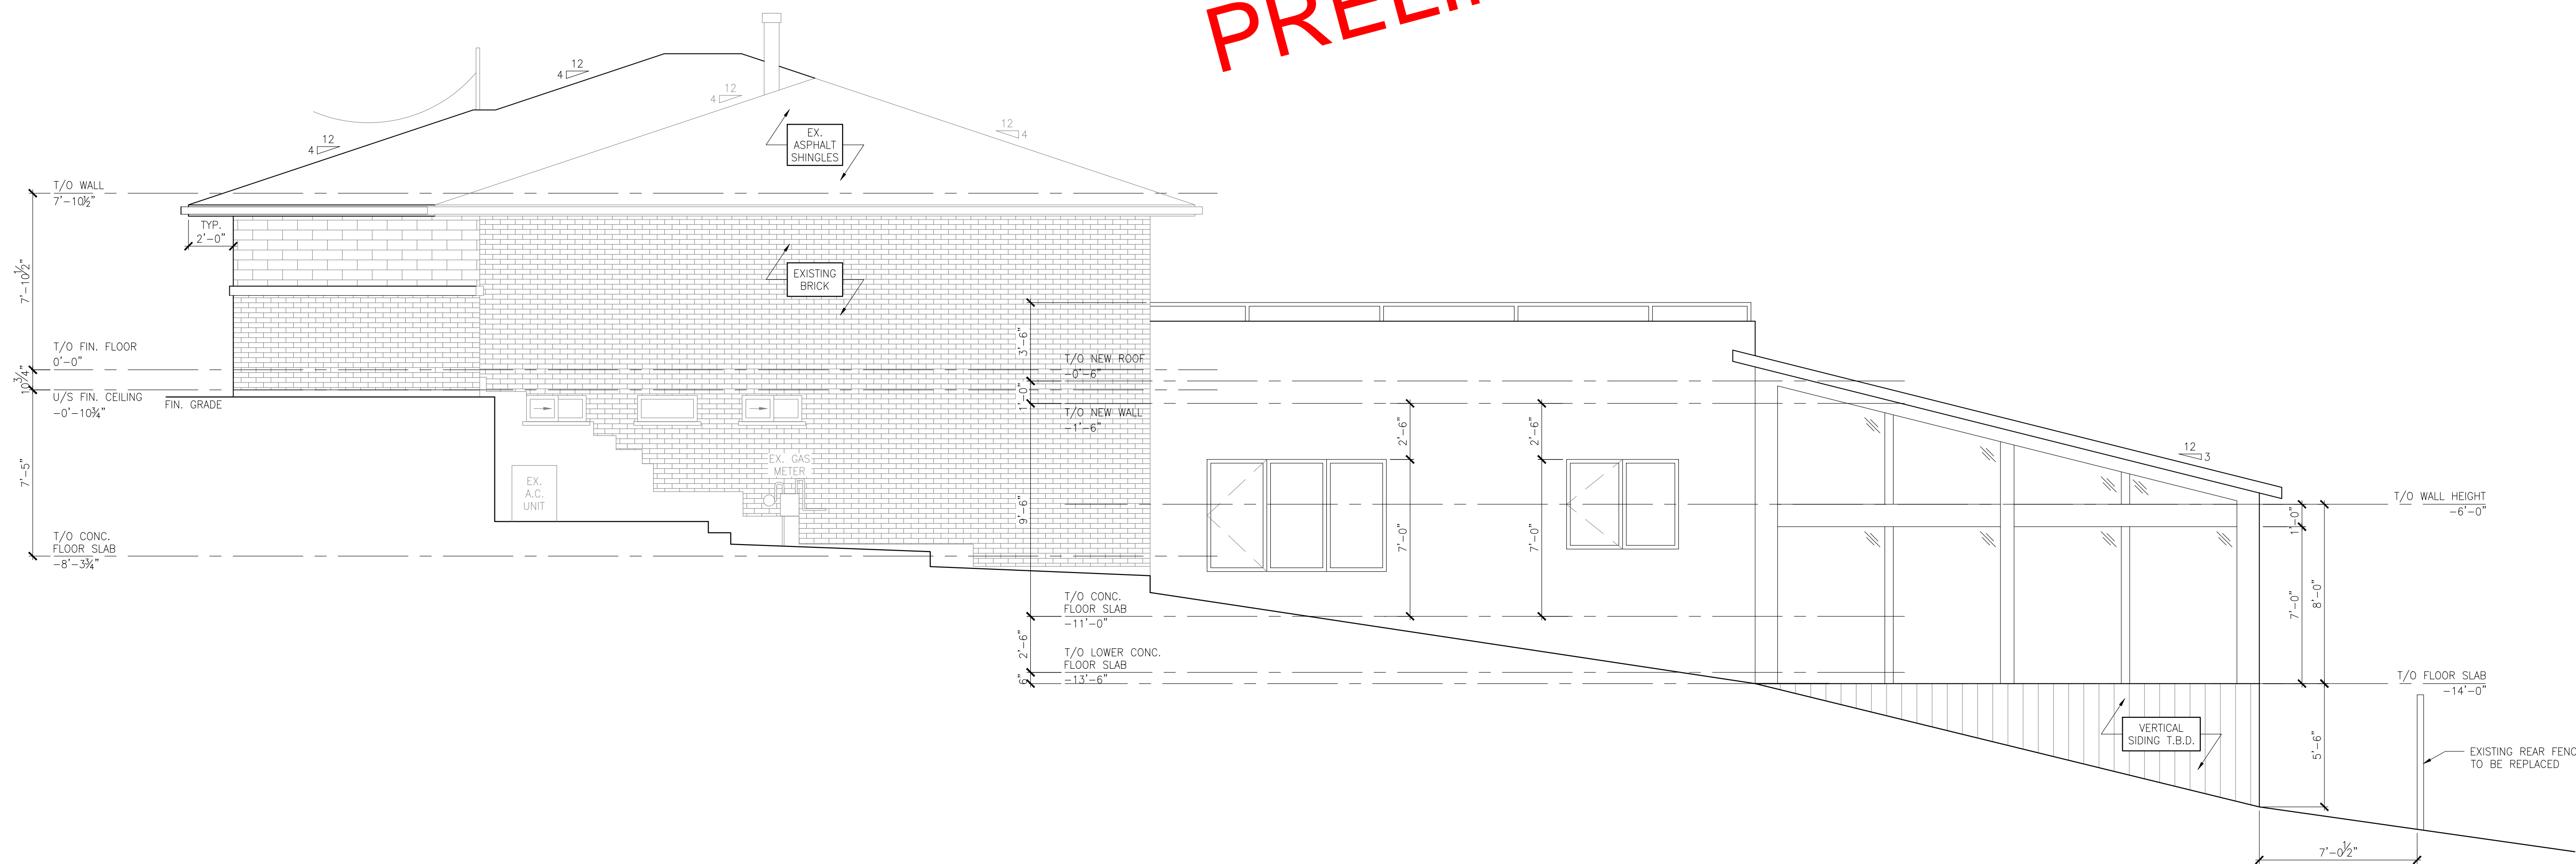 PRELI
12
4
12
4
12
4
12
4
12
4
EX.
ASPHALT
SHINGLES
T/O WALL
7'-10½"
TYP.
2'-0"
7'-10½"
EXISTING
BRICK
T/O FIN. FLOOR
0'-0"
10¾"
U/S FIN. CEILING
-0'-10¾"
FIN. GRADE
7'-5"
T/O CONC.
FLOOR SLAB
-8'-3¾"
EX.
A.C.
UNIT
EX. GAS
METER
3'-6"
T/O NEW ROOF
-0'-6"
1'-0"
T/O NEW WALL
-1'-6"
9'-6"
2'-6"
7'-0"
2'-6"
7'-0"
T/O CONC.
FLOOR SLAB
-11'-0"
2'-6"
T/O LOWER CONC.
FLOOR SLAB
-13'-6"
6"
12
3
T/O WALL HEIGHT
-6'-0"
1'-0"
7'-0"
8'-0"
T/O FLOOR SLAB
-14'-0"
VERTICAL
SIDING T.B.D.
5'-6"
EXISTING REAR FENC
TO BE REPLACED
7'-0½"